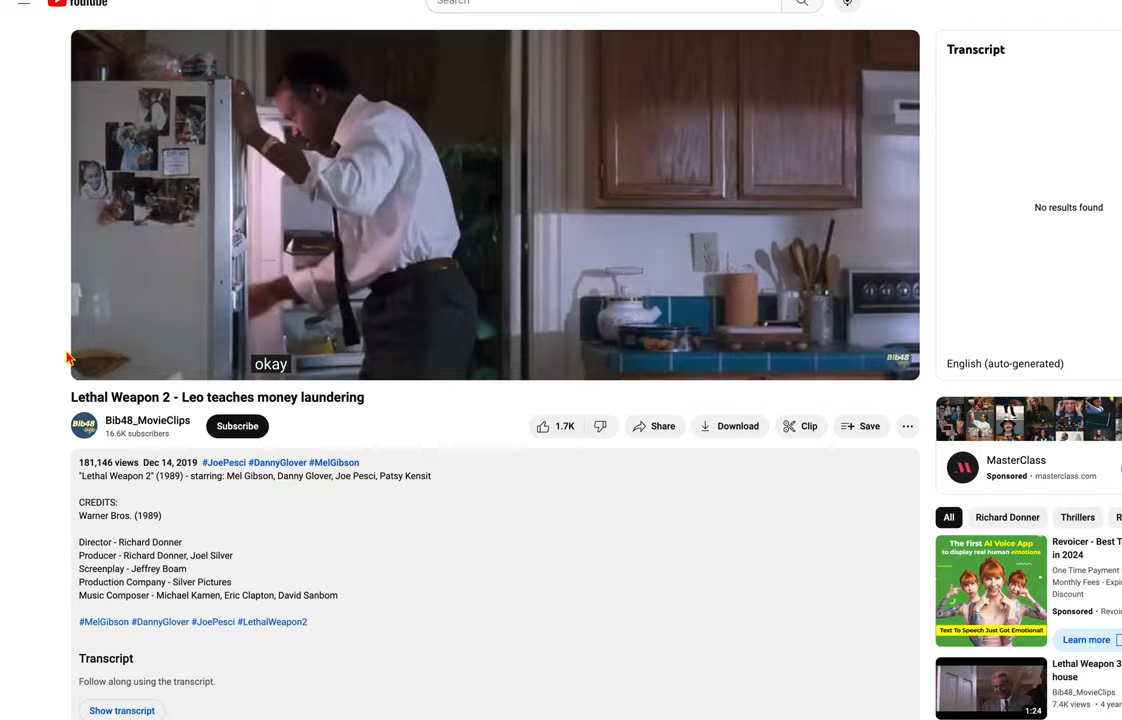 YouTube
Search
okay
Bib48
Lethal Weapon 2 - Leo teaches money laundering
Bib48
Bib48_MovieClips
16.6K subscribers
Subscribe
1.7K
Share
Download
Clip
Save
181,146 views Dec 14, 2019 #JoePesci #DannyGlover #MelGibson
"Lethal Weapon 2" (1989) - starring: Mel Gibson, Danny Glover, Joe Pesci, Patsy Kensit
CREDITS:
Warner Bros. (1989)
Director - Richard Donner
Producer - Richard Donner, Joel Silver
Screenplay - Jeffrey Boam
Production Company - Silver Pictures
Music Composer - Michael Kamen, Eric Clapton, David Sanborn
#MelGibson #DannyGlover #JoePesci #LethalWeapon2
Transcript
Follow along using the transcript.
Show transcript
Transcript
No results found
English (auto-generated)
MasterClass
Sponsored · masterclass.com
All
Richard Donner
Thrillers
R
The first AI Voice App
to display real human emotions
Text To Speech Just Got Emotional!
Revoicer - Best T
in 2024
One Time Payment
Monthly Fees - Expi
Discount
Sponsored · Revoic
Learn more
Lethal Weapon 3
house
Bib48_MovieClips
7.4K views · 4 year
1:24